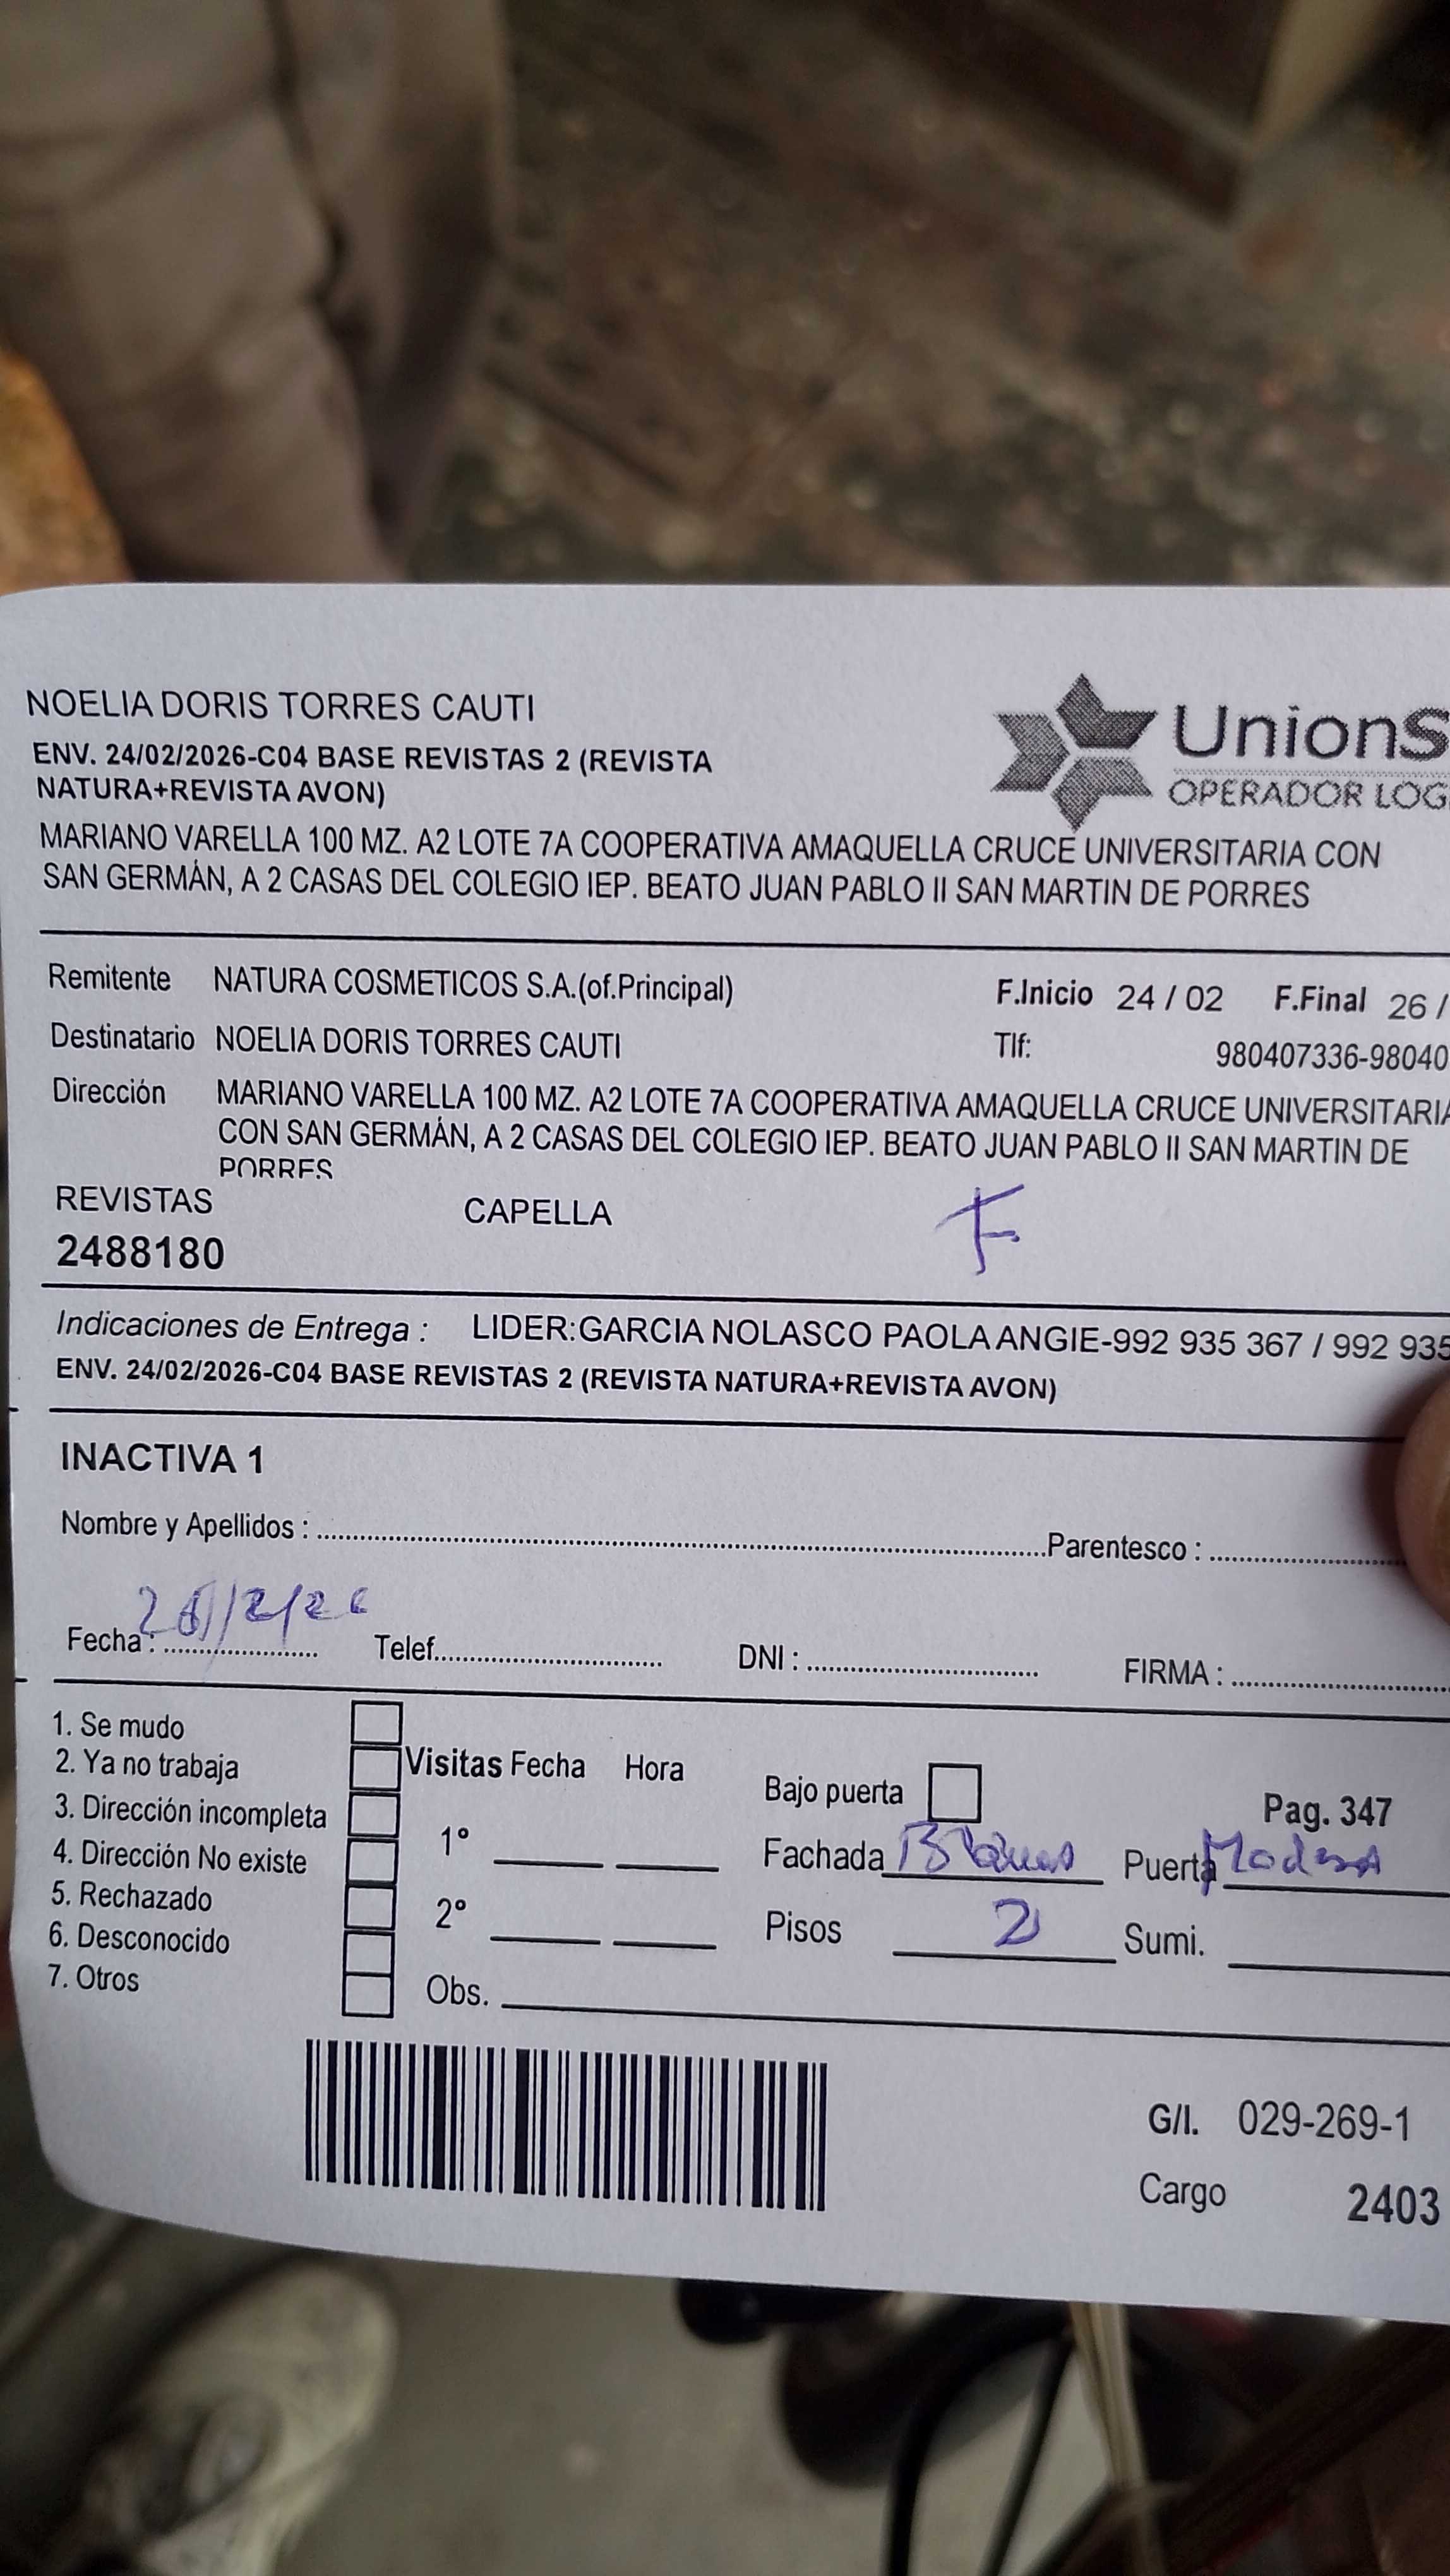 NOELIA DORIS TORRES CAUTI
ENV. 24/02/2026-C04 BASE REVISTAS 2 (REVISTA
NATURA+REVISTA AVON)
UnionS
OPERADOR LOG
MARIANO VARELLA 100 MZ. A2 LOTE 7A COOPERATIVA AMAQUELLA CRUCE UNIVERSITARIA CON
SAN GERMÁN, A 2 CASAS DEL COLEGIO IEP. BEATO JUAN PABLO II SAN MARTIN DE PORRES
Remitente NATURA COSMETICOS S.A.(of.Principal) F.Inicio 24 / 02 F.Final 26 /
Destinatario NOELIA DORIS TORRES CAUTI Tlf: 980407336-98040
Dirección MARIANO VARELLA 100 MZ. A2 LOTE 7A COOPERATIVA AMAQUELLA CRUCE UNIVERSITARIA
CON SAN GERMÁN, A 2 CASAS DEL COLEGIO IEP. BEATO JUAN PABLO II SAN MARTIN DE
PORRES
REVISTAS CAPELLA F
2488180
Indicaciones de Entrega : LIDER:GARCIA NOLASCO PAOLA ANGIE-992 935 367 / 992 935
ENV. 24/02/2026-C04 BASE REVISTAS 2 (REVISTA NATURA+REVISTA AVON)
INACTIVA 1
Nombre y Apellidos : Parentesco :
Fecha : Telef. DNI : FIRMA :
1. Se mudo
2. Ya no trabaja Visitas Fecha Hora Bajo puerta
3. Dirección incompleta 1º Pag. 347
4. Dirección No existe Fachada Puerta
5. Rechazado 2º Pisos 2 Sumi.
6. Desconocido
7. Otros Obs.
G/I. 029-269-1
Cargo 2403